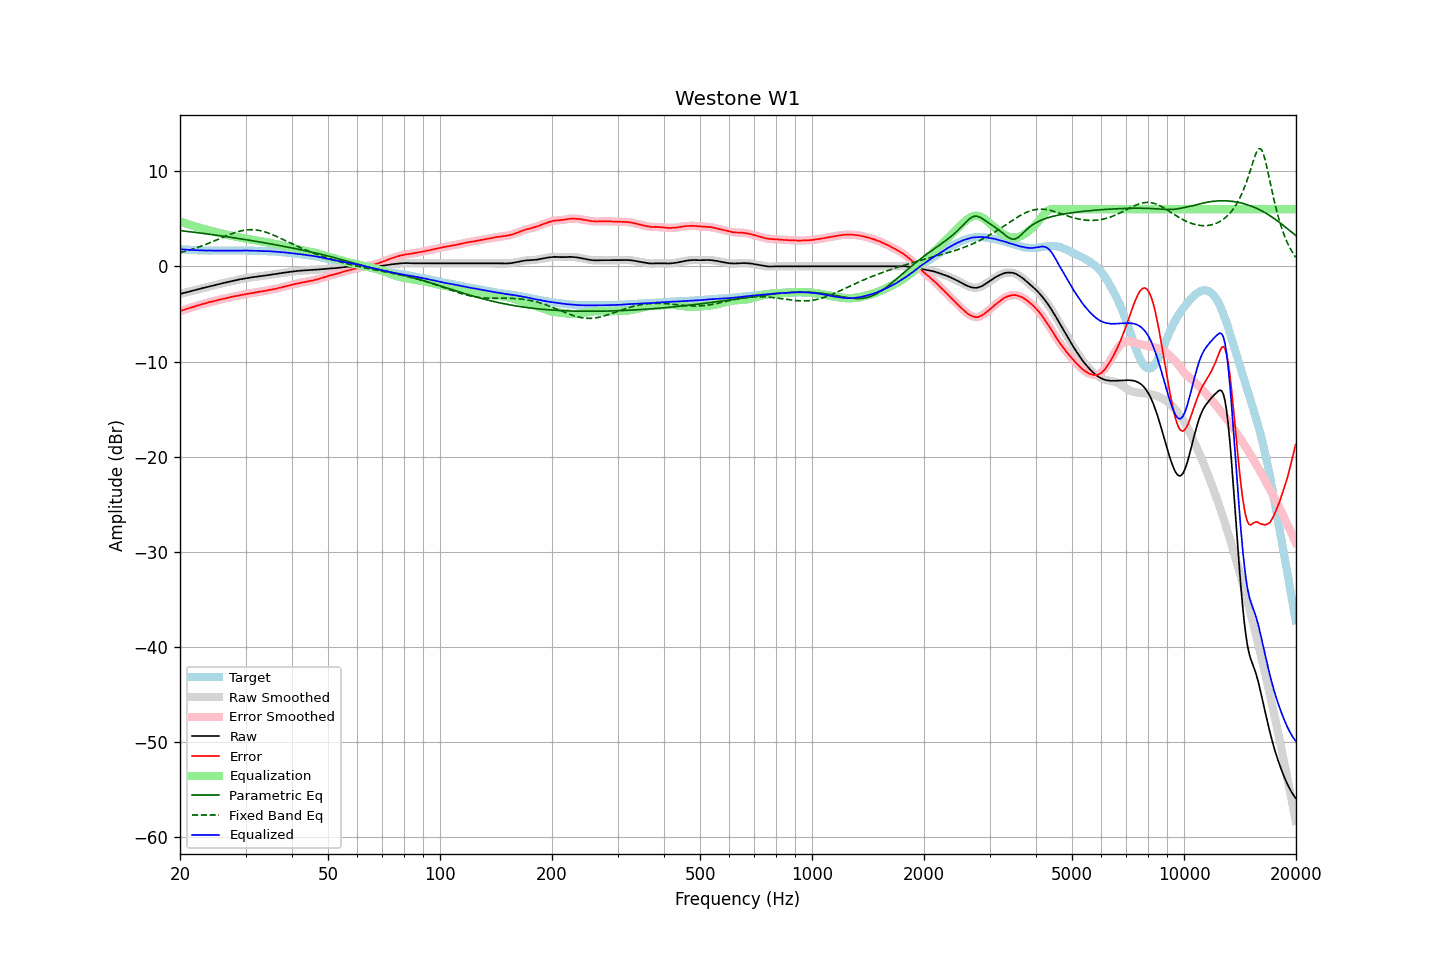 Westone W1
Amplitude (dBr)
10
0
−10
−20
−30
−40
−50
−60
Target
Raw Smoothed
Error Smoothed
Raw
Error
Equalization
Parametric Eq
Fixed Band Eq
Equalized
20 50 100 200 500 1000 2000 5000 10000 20000
Frequency (Hz)